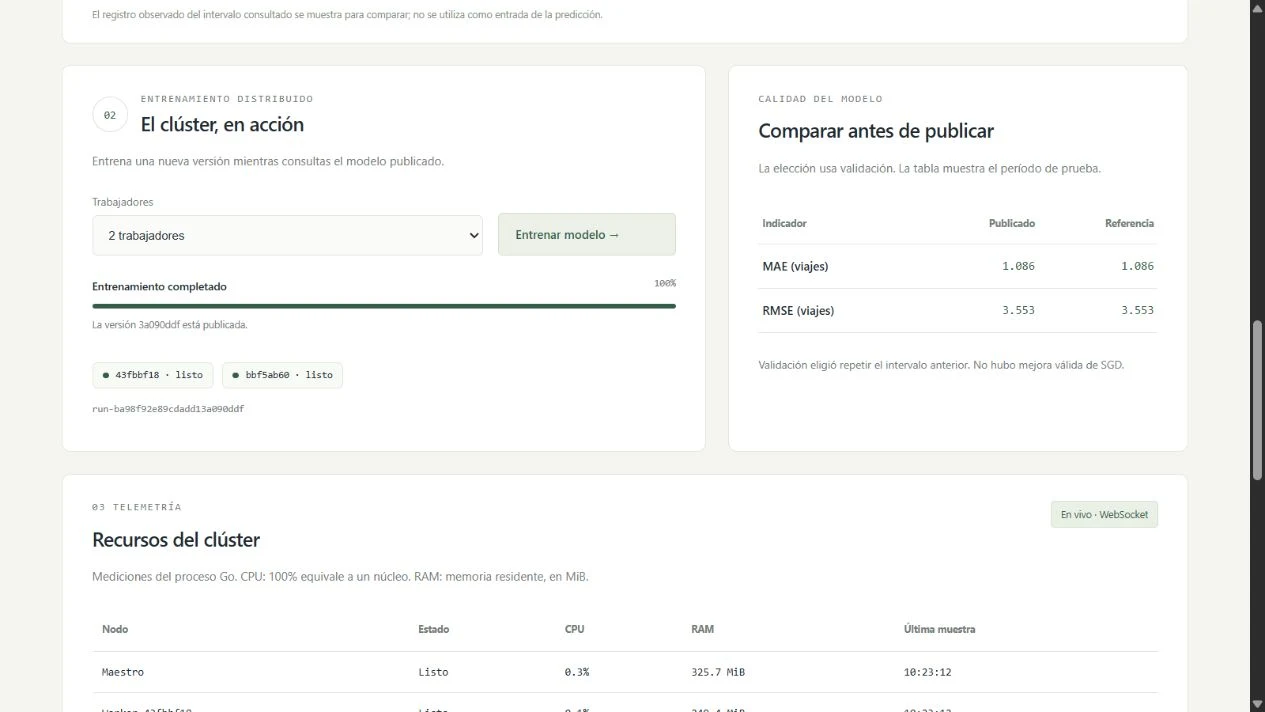 El registro observado del intervalo consultado se muestra para comparar; no se utiliza como entrada de la predicción.
02
ENTRENAMIENTO DISTRIBUIDO
El clúster, en acción
Entrena una nueva versión mientras consultas el modelo publicado.
Trabajadores
2 trabajadores
Entrenar modelo →
Entrenamiento completado
100%
La versión 3a090ddf está publicada.
43fbbf18 · listo
bbf5ab60 · listo
run-ba98f92e89cdadd13a090ddf
CALIDAD DEL MODELO
Comparar antes de publicar
La elección usa validación. La tabla muestra el período de prueba.
Indicador Publicado Referencia
MAE (viajes) 1.086 1.086
RMSE (viajes) 3.553 3.553
Validación eligió repetir el intervalo anterior. No hubo mejora válida de SGD.
03 TELEMETRÍA
En vivo · WebSocket
Recursos del clúster
Mediciones del proceso Go. CPU: 100% equivale a un núcleo. RAM: memoria residente, en MiB.
Nodo Estado CPU RAM Última muestra
Maestro Listo 0.3% 325.7 MiB 10:23:12